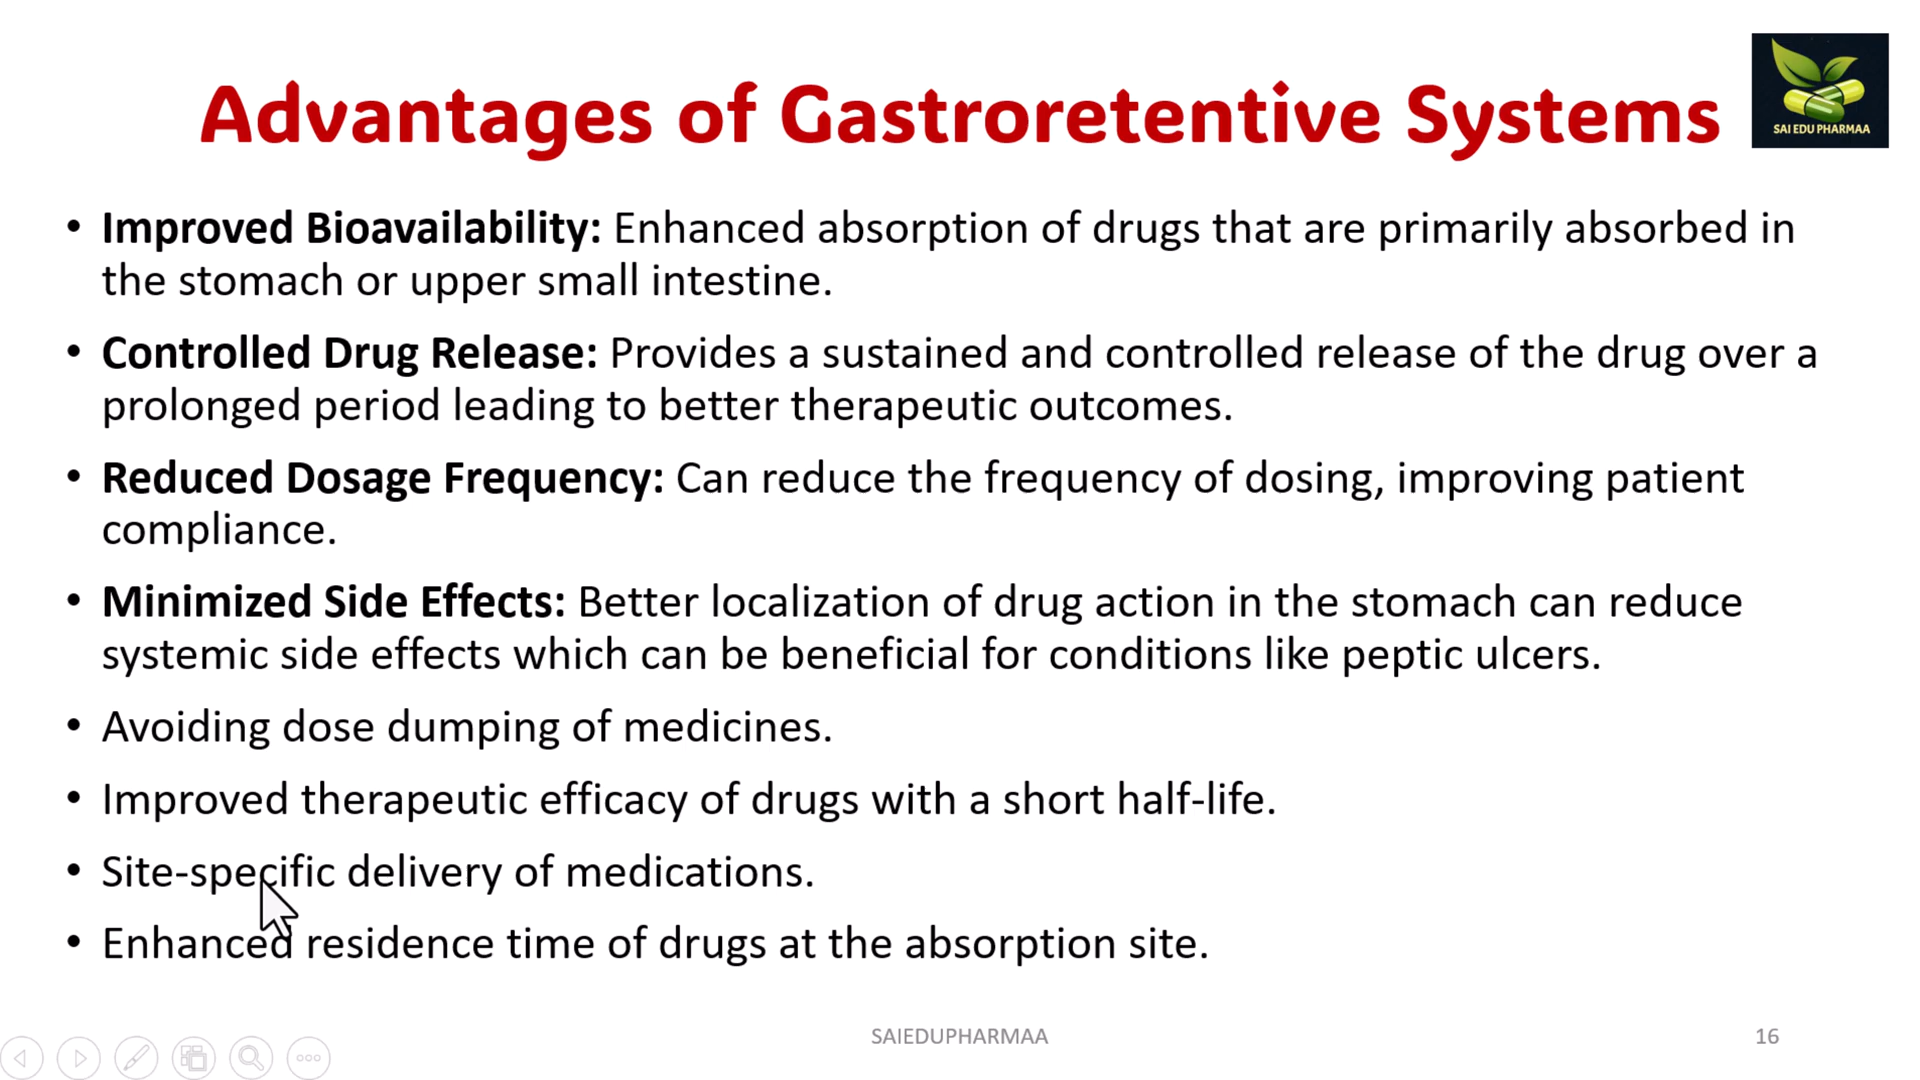 Advantages of Gastroretentive Systems
SAI EDU PHARMAA
• Improved Bioavailability: Enhanced absorption of drugs that are primarily absorbed in
the stomach or upper small intestine.
• Controlled Drug Release: Provides a sustained and controlled release of the drug over a
prolonged period leading to better therapeutic outcomes.
• Reduced Dosage Frequency: Can reduce the frequency of dosing, improving patient
compliance.
• Minimized Side Effects: Better localization of drug action in the stomach can reduce
systemic side effects which can be beneficial for conditions like peptic ulcers.
• Avoiding dose dumping of medicines.
• Improved therapeutic efficacy of drugs with a short half-life.
• Site-specific delivery of medications.
• Enhanced residence time of drugs at the absorption site.
SAIEDUPHARMAA
16